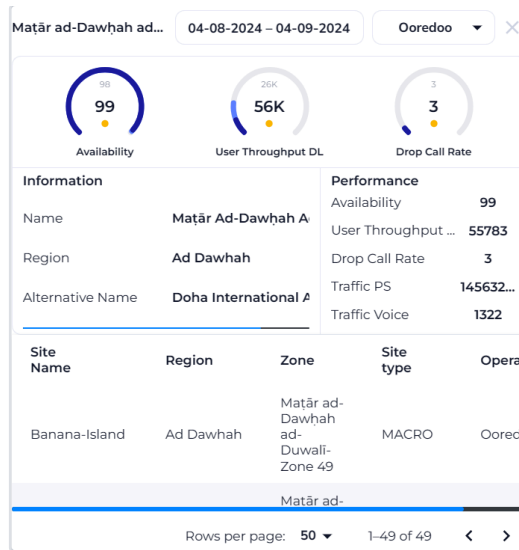 Maṭār ad-Dawḥah ad... 04-08-2024 – 04-09-2024 Ooredoo
98 26K 3
99 56K 3
Availability User Throughput DL Drop Call Rate
Information Performance
Availability 99
Name Maṭār Ad-Dawḥah A
User Throughput ... 55783
Region Ad Dawhah Drop Call Rate 3
Traffic PS 145632...
Alternative Name Doha International A
Traffic Voice 1322
Site Name Region Zone Site type Opera
Banana-Island Ad Dawhah Maṭār ad-Dawḥah ad-Duwalī-Zone 49 MACRO Oored
Matār ad-
Rows per page: 50 1–49 of 49